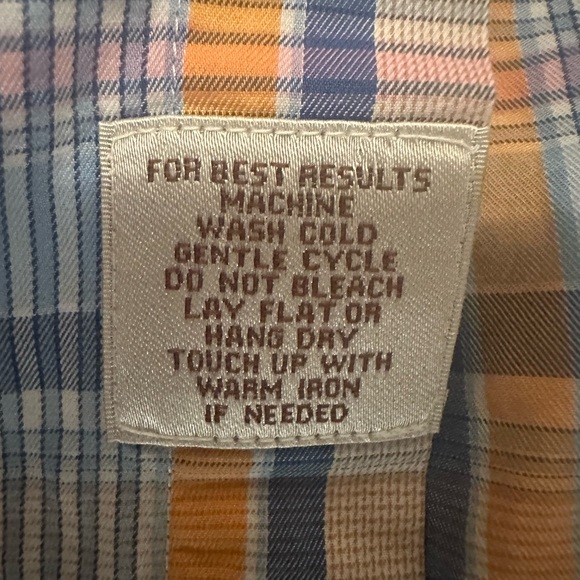 FOR BEST RESULTS
MACHINE
WASH COLD
GENTLE CYCLE
DO NOT BLEACH
LAY FLAT OR
HANG DRY
TOUCH UP WITH
WARM IRON
IF NEEDED